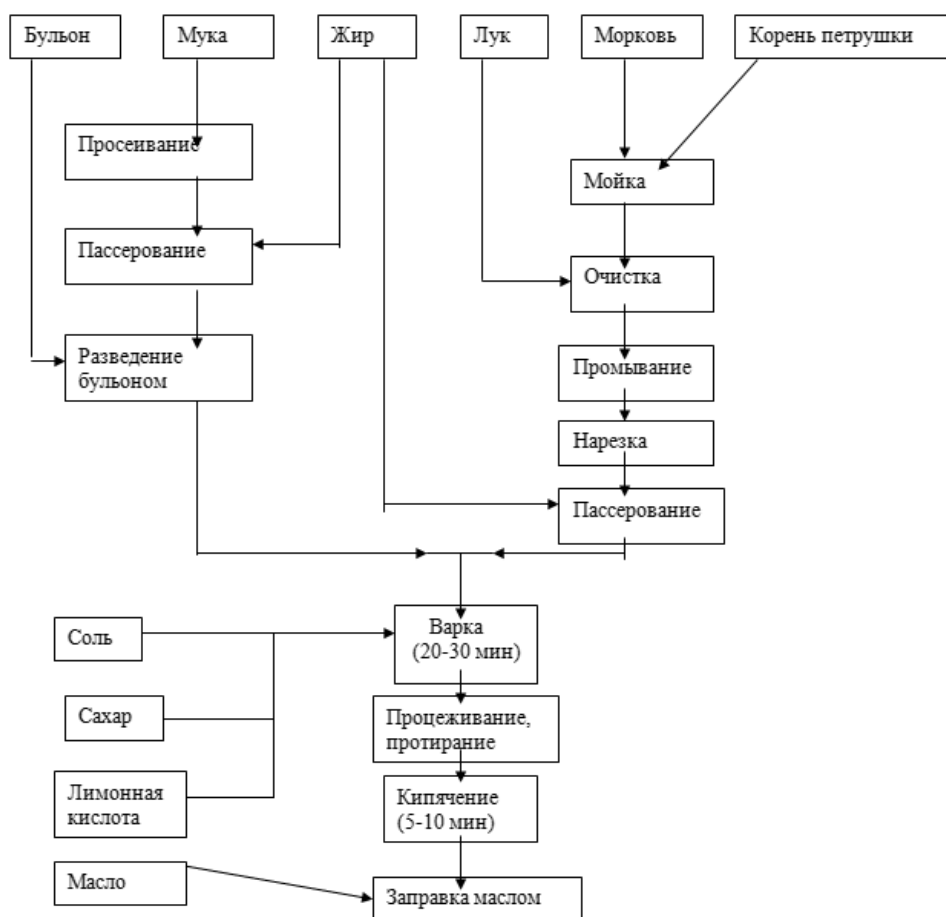 Бульон
Мука
Жир
Лук
Морковь
Корень петрушки
Просеивание
Мойка
Пассерование
Очистка
Разведение
бульоном
Промывание
Нарезка
Пассерование
Соль
Варка
(20-30 мин)
Сахар
Процеживание,
протирание
Лимонная
кислота
Кипячение
(5-10 мин)
Масло
Заправка маслом